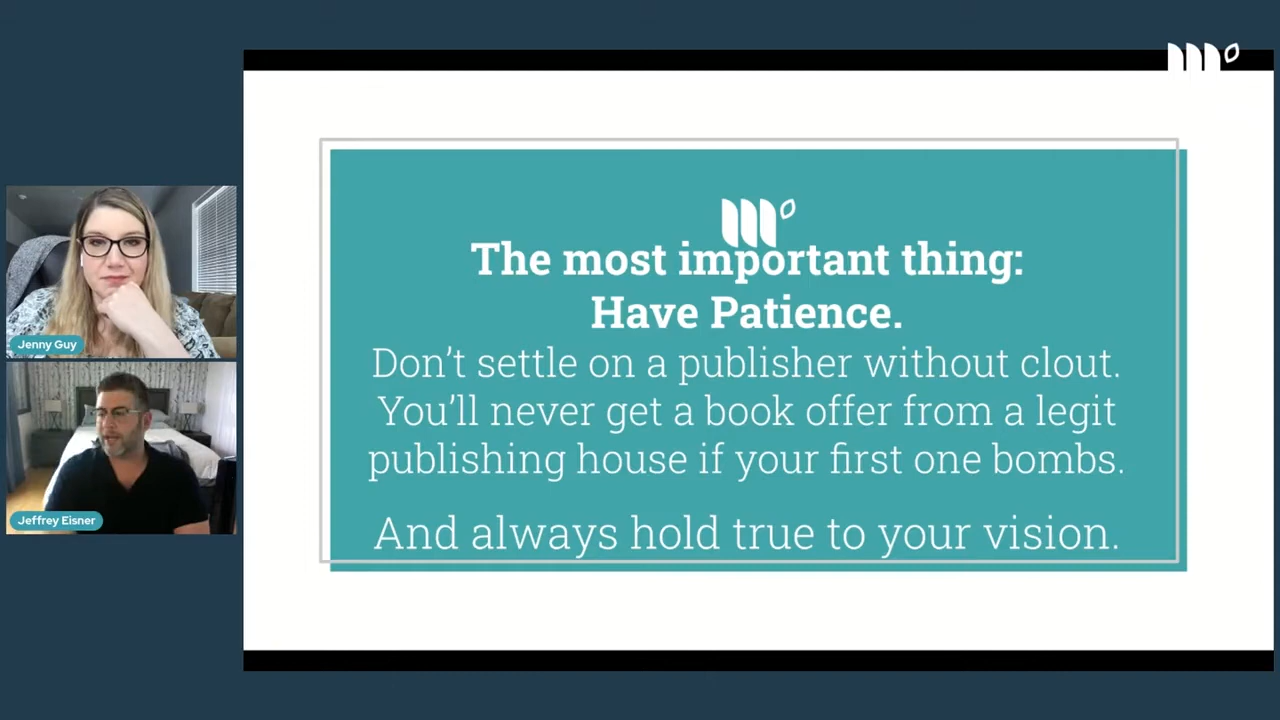 Jenny Guy
Jeffrey Eisner
The most important thing:
Have Patience.
Don't settle on a publisher without clout.
You'll never get a book offer from a legit
publishing house if your first one bombs.
And always hold true to your vision.